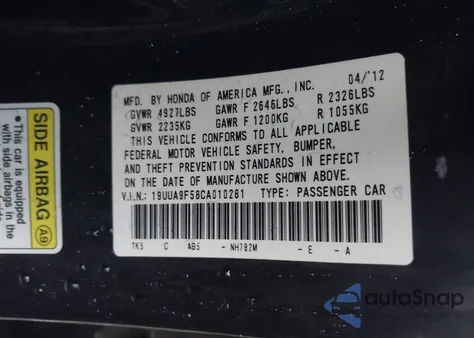 MFD. BY HONDA OF AMERICA MFG., INC. 04/'12
GVWR 4927LBS GAWR F 2646LBS R 2326LBS
GVWR 2235KG GAWR F 1200KG R 1055KG
THIS VEHICLE CONFORMS TO ALL APPLICABLE
FEDERAL MOTOR VEHICLE SAFETY, BUMPER,
AND THEFT PREVENTION STANDARDS IN EFFECT
ON THE DATE OF MANUFACTURE SHOWN ABOVE.
V.I.N.: 19UUA9F58CA010281 TYPE: PASSENGER CAR
TK5 C AB5 - NH782M - E - A
SIDE AIRBAG A9
• This car is equipped
with side airbags in the
autoSnap